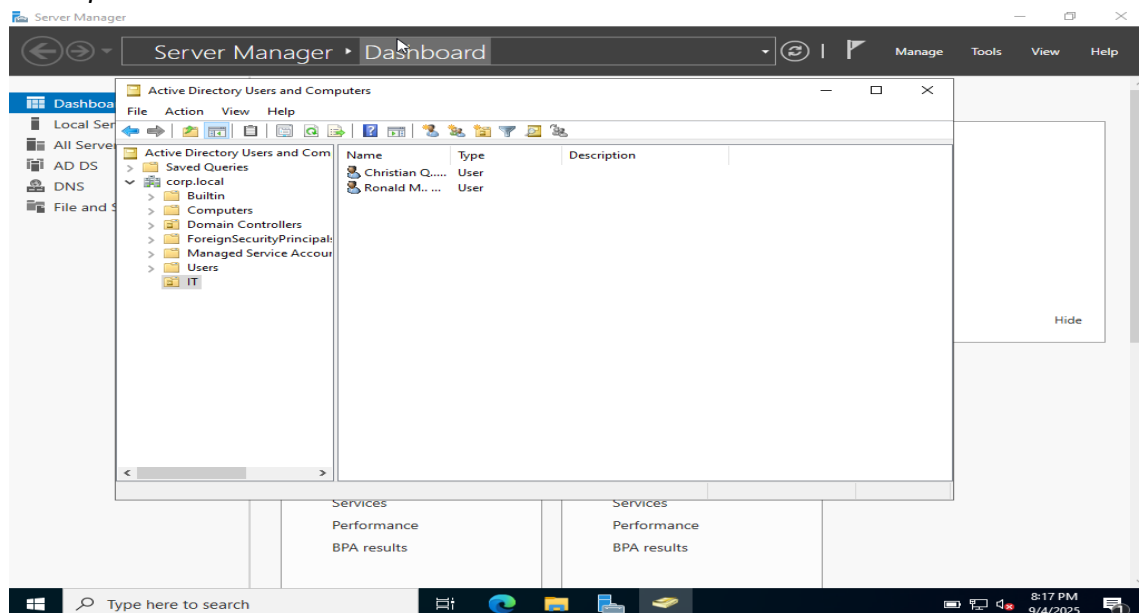 Server Manager
Server Manager • Dashboard
Manage Tools View Help
Active Directory Users and Computers
File Action View Help
Dashboa
Local Ser
All Server
AD DS
DNS
File and S
Active Directory Users and Com
Saved Queries
corp.local
Builtin
Computers
Domain Controllers
ForeignSecurityPrincipal
Managed Service Accour
Users
IT
Name Type Description
Christian Q..... User
Ronald M.. ... User
Hide
Services
Performance
BPA results
Services
Performance
BPA results
Type here to search
8:17 PM
9/4/2025